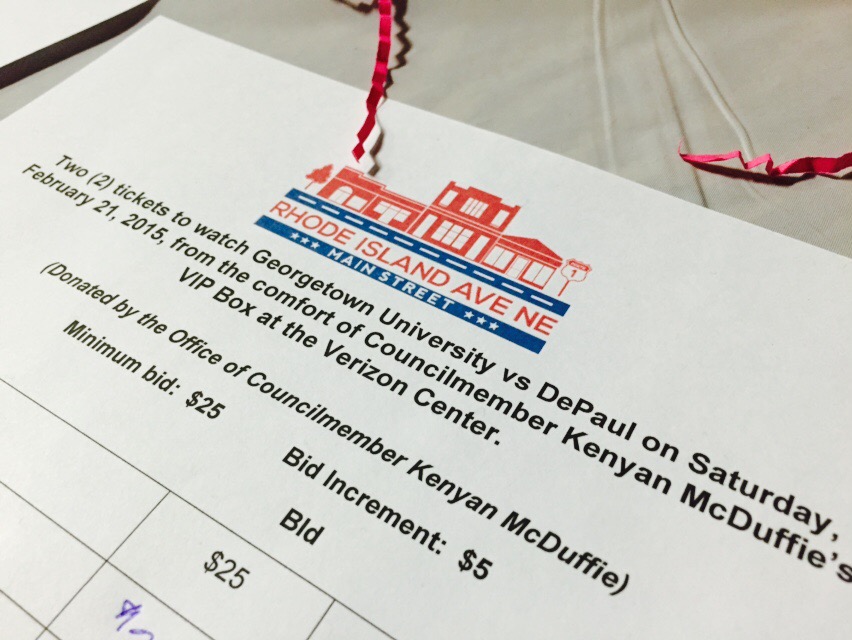 RHODE ISLAND AVE NE
★★★ MAIN STREET ★★★
1
Two (2) tickets to watch Georgetown University vs DePaul on Saturday,
February 21, 2015, from the comfort of Councilmember Kenyan McDuffie's
VIP Box at the Verizon Center.
(Donated by the Office of Councilmember Kenyan McDuffie)
Minimum bid: $25
Bid Increment: $5
BId
$25